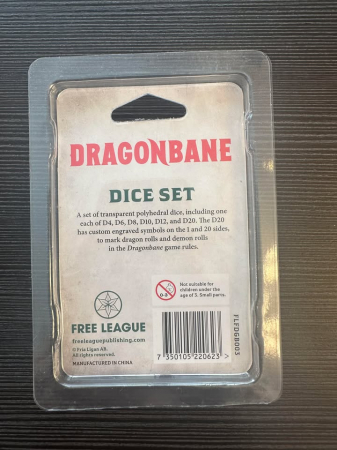 DRAGONBANE
DICE SET
A set of transparent polyhedral dice, including one
each of D4, D6, D8, D10, D12, and D20. The D20
has custom engraved symbols on the 1 and 20 sides,
to mark dragon rolls and demon rolls
in the Dragonbane game rules.
0-3
Not suitable for
children under the
age of 3. Small parts.
FREE LEAGUE
freeleaguepublishing.com
© Fria Ligan AB.
All rights reserved.
MANUFACTURED IN CHINA
7 350105 220623 >
FLFDGB003